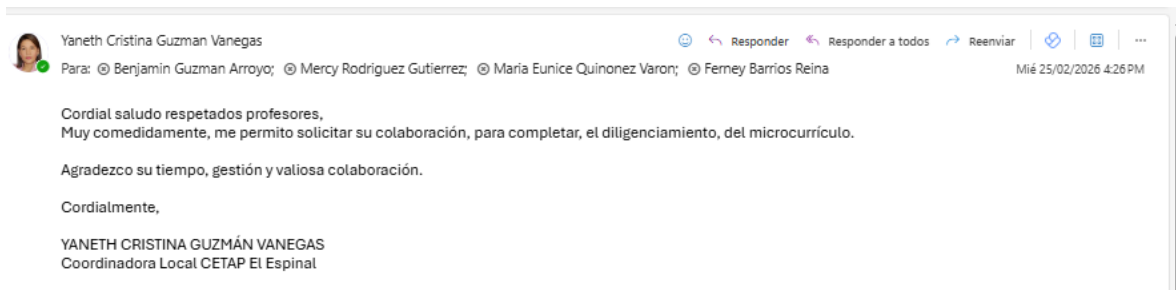 Yaneth Cristina Guzman Vanegas
Responder
Responder a todos
Reenviar
Para: Benjamin Guzman Arroyo; Mercy Rodriguez Gutierrez; Maria Eunice Quinonez Varon; Ferney Barrios Reina
Mié 25/02/2026 4:26 PM
Cordial saludo respetados profesores,
Muy comedidamente, me permito solicitar su colaboración, para completar, el diligenciamiento, del microcurrículo.
Agradezco su tiempo, gestión y valiosa colaboración.
Cordialmente,
YANETH CRISTINA GUZMÁN VANEGAS
Coordinadora Local CETAP El Espinal